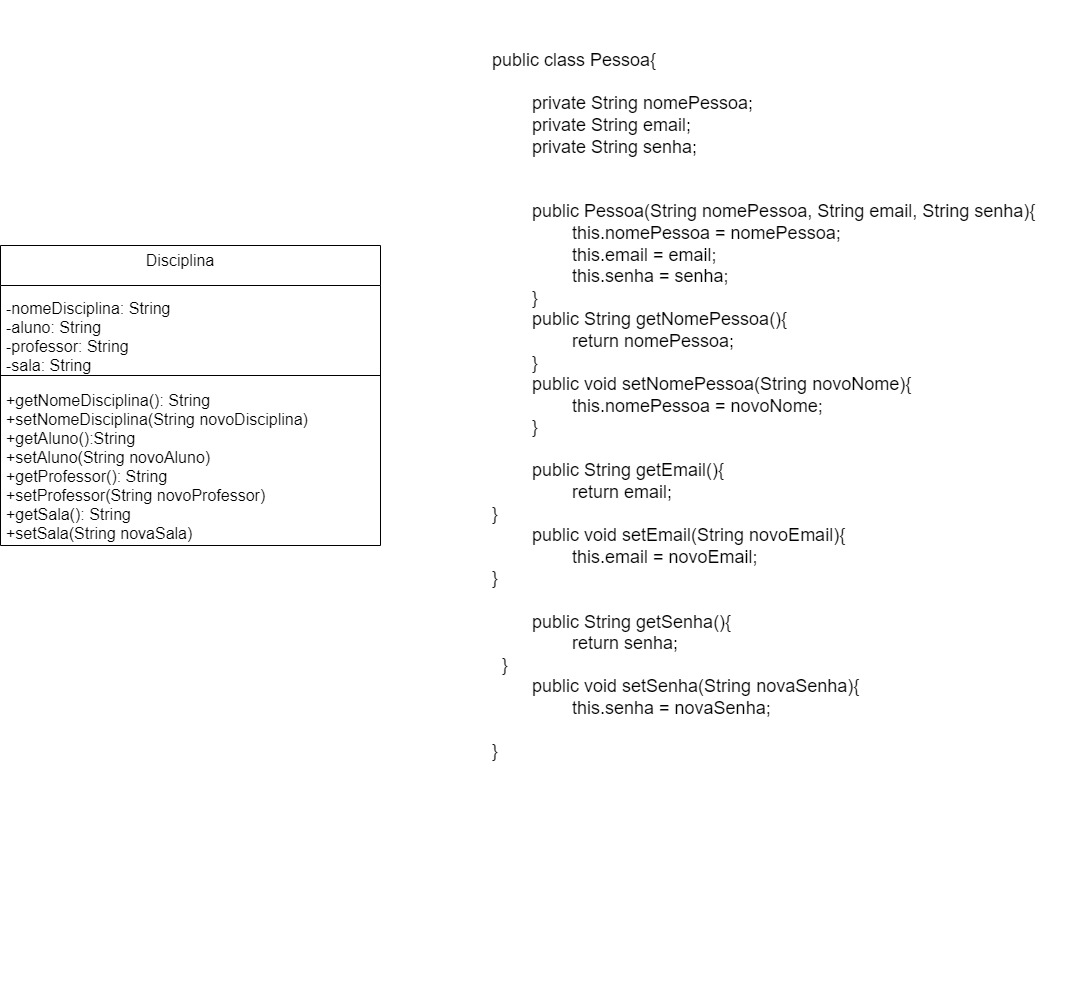 Disciplina
-nomeDisciplina: String
-aluno: String
-professor: String
-sala: String
+getNomeDisciplina(): String
+setNomeDisciplina(String novoDisciplina)
+getAluno():String
+setAluno(String novoAluno)
+getProfessor(): String
+setProfessor(String novoProfessor)
+getSala(): String
+setSala(String novaSala)
public class Pessoa{
private String nomePessoa;
private String email;
private String senha;
public Pessoa(String nomePessoa, String email, String senha){
this.nomePessoa = nomePessoa;
this.email = email;
this.senha = senha;
}
public String getNomePessoa(){
return nomePessoa;
}
public void setNomePessoa(String novoNome){
this.nomePessoa = novoNome;
}
public String getEmail(){
return email;
}
public void setEmail(String novoEmail){
this.email = novoEmail;
}
public String getSenha(){
return senha;
}
public void setSenha(String novaSenha){
this.senha = novaSenha;
}